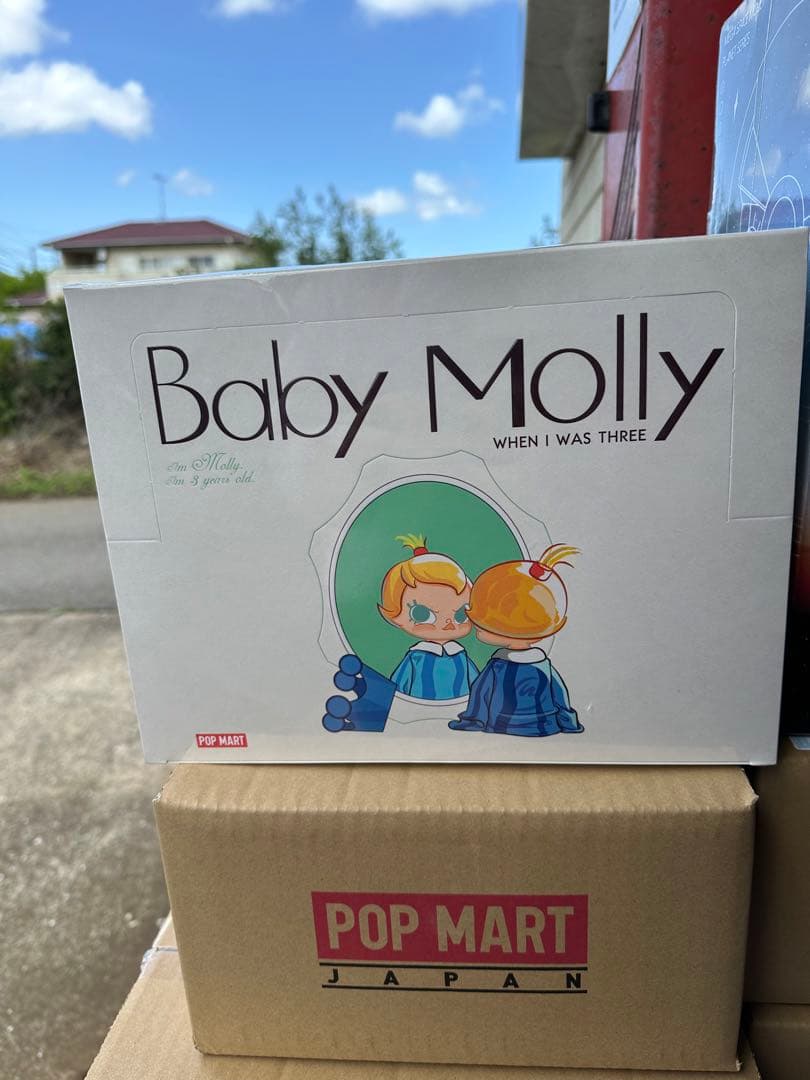 Baby Molly
WHEN I WAS THREE
I'm Molly.
I'm 3 years old.
POP MART
POP MART
JAPAN